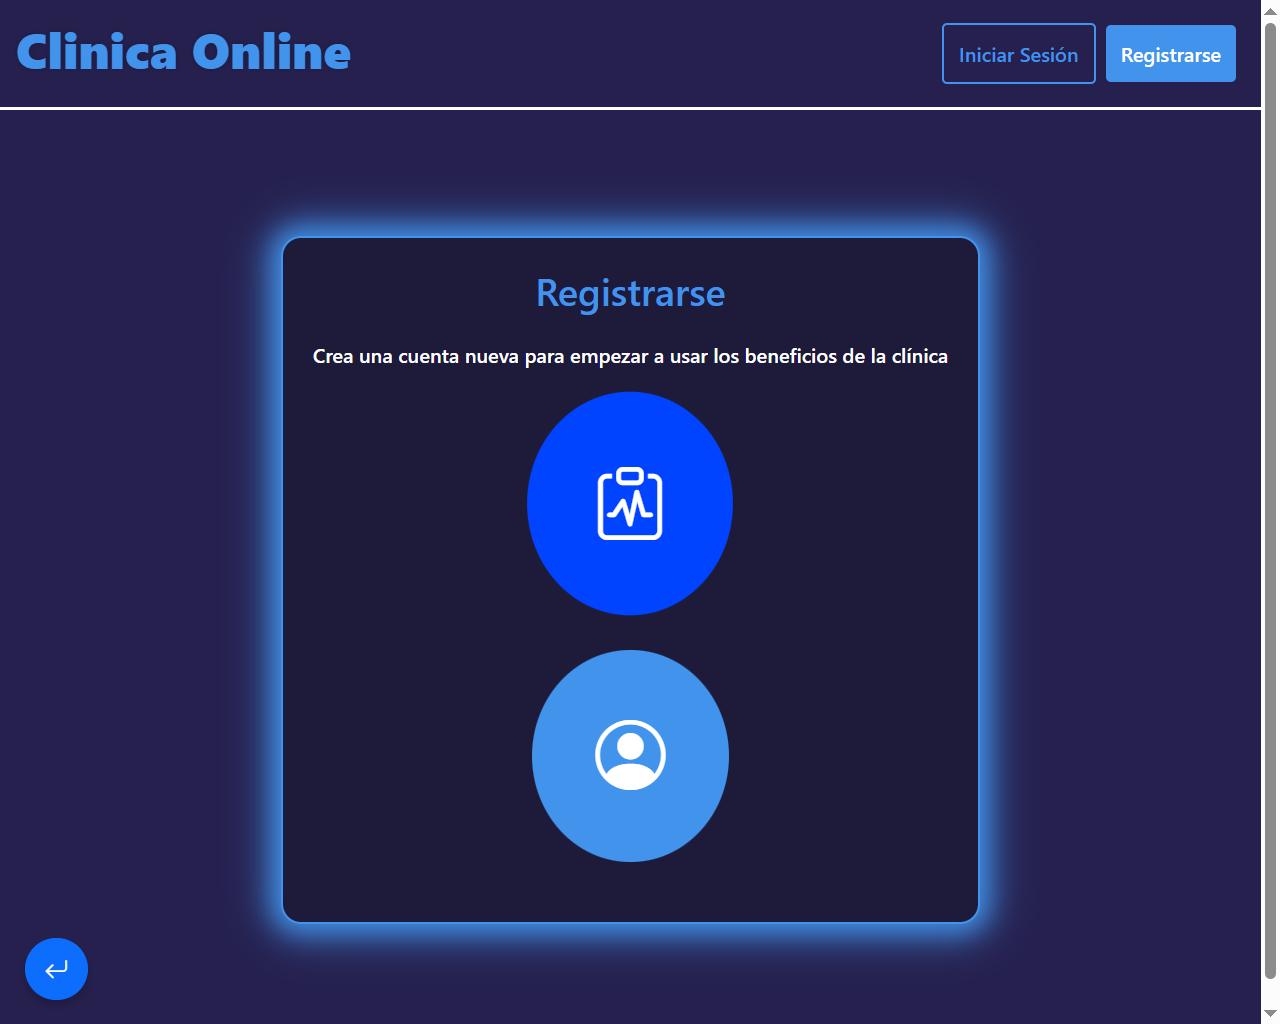 Clinica Online
Iniciar Sesión
Registrarse
Registrarse
Crea una cuenta nueva para empezar a usar los beneficios de la clínica